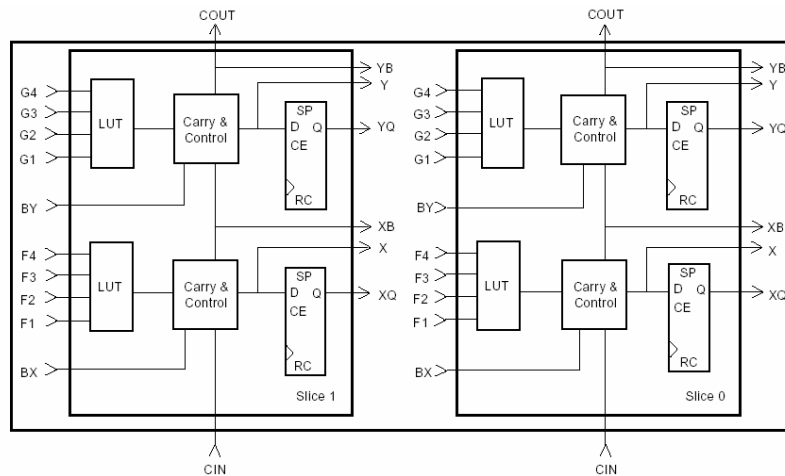 COUT
COUT
YB
Y
G4
G3
G2
G1
LUT
Carry &
Control
SP
D Q
CE
RC
YQ
BY
XB
X
F4
F3
F2
F1
LUT
Carry &
Control
SP
D Q
CE
RC
XQ
BX
Slice 1
CIN
YB
Y
G4
G3
G2
G1
LUT
Carry &
Control
SP
D Q
CE
RC
YQ
BY
XB
X
F4
F3
F2
F1
LUT
Carry &
Control
SP
D Q
CE
RC
XQ
BX
Slice 0
CIN